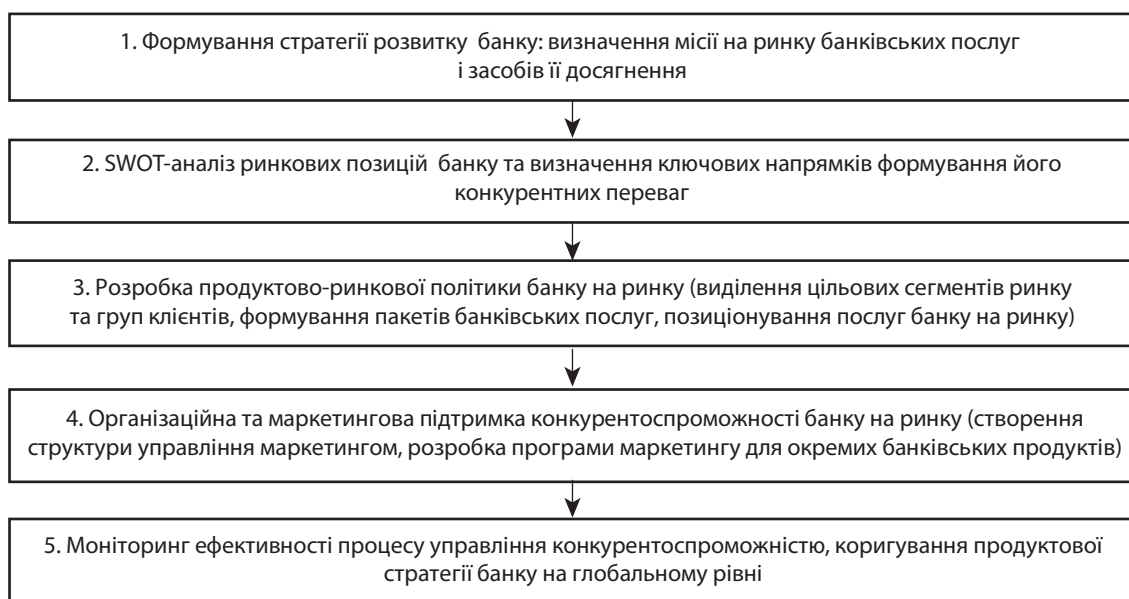 1. Формування стратегії розвитку банку: визначення місії на ринку банківських послуг
і засобів її досягнення
2. SWOT-аналіз ринкових позицій банку та визначення ключових напрямків формування його
конкурентних переваг
3. Розробка продуктово-ринкової політики банку на ринку (виділення цільових сегментів ринку
та груп клієнтів, формування пакетів банківських послуг, позиціонування послуг банку на ринку)
4. Організаційна та маркетингова підтримка конкурентоспроможності банку на ринку (створення
структури управління маркетингом, розробка програми маркетингу для окремих банківських продуктів)
5. Моніторинг ефективності процесу управління конкурентоспроможністю, коригування продуктової
стратегії банку на глобальному рівні